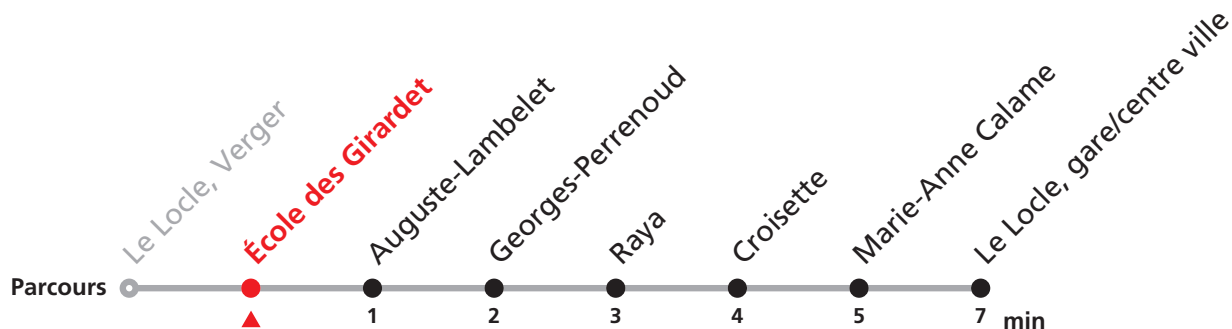 Le Locle, Verger
École des Girardet
Auguste-Lambelet
Georges-Perrenoud
Raya
Croisette
Marie-Anne Calame
Le Locle, gare/centre ville
Parcours
1 2 3 4 5 7 min